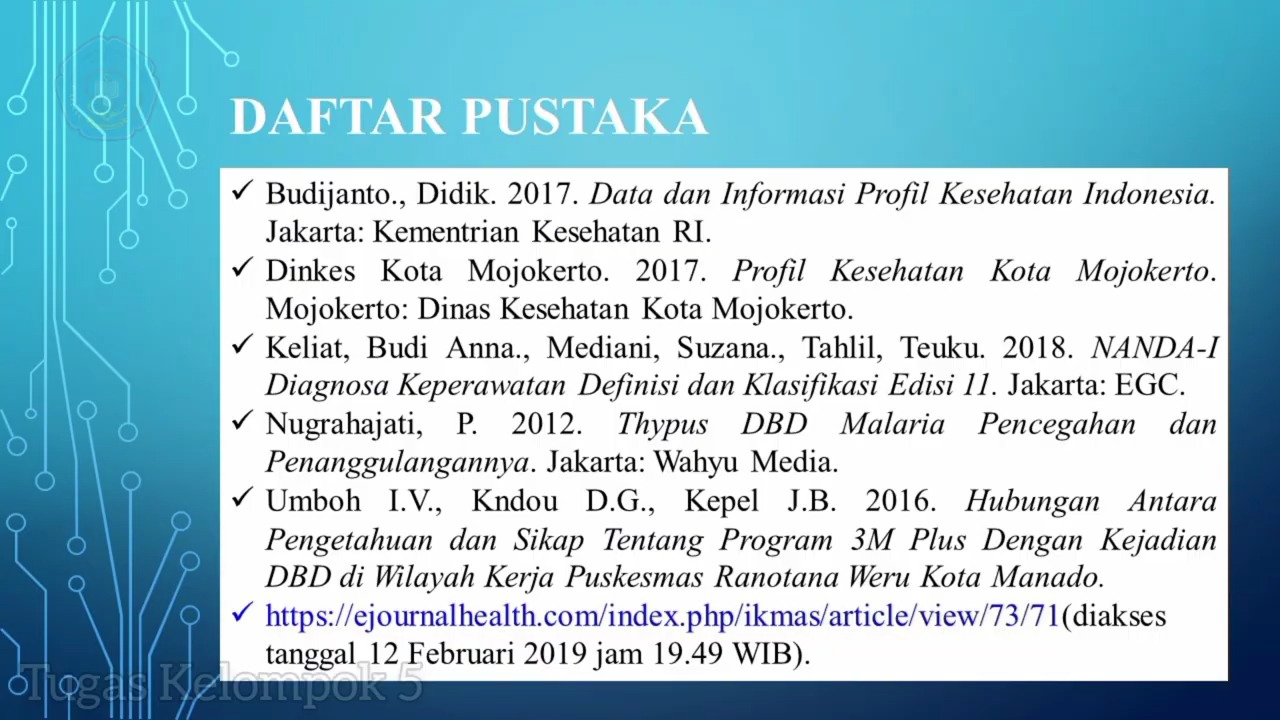 DAFTAR PUSTAKA
✓ Budijanto., Didik. 2017. Data dan Informasi Profil Kesehatan Indonesia.
Jakarta: Kementrian Kesehatan RI.
✓ Dinkes Kota Mojokerto. 2017. Profil Kesehatan Kota Mojokerto.
Mojokerto: Dinas Kesehatan Kota Mojokerto.
✓ Keliat, Budi Anna., Mediani, Suzana., Tahlil, Teuku. 2018. NANDA-I
Diagnosa Keperawatan Definisi dan Klasifikasi Edisi 11. Jakarta: EGC.
✓ Nugrahajati, P. 2012. Thypus DBD Malaria Pencegahan dan
Penanggulangannya. Jakarta: Wahyu Media.
✓ Umboh I.V., Kndou D.G., Kepel J.B. 2016. Hubungan Antara
Pengetahuan dan Sikap Tentang Program 3M Plus Dengan Kejadian
DBD di Wilayah Kerja Puskesmas Ranotana Weru Kota Manado.
✓ https://ejournalhealth.com/index.php/ikmas/article/view/73/71(diakses
tanggal 12 Februari 2019 jam 19.49 WIB).
Tugas Kelompok 5